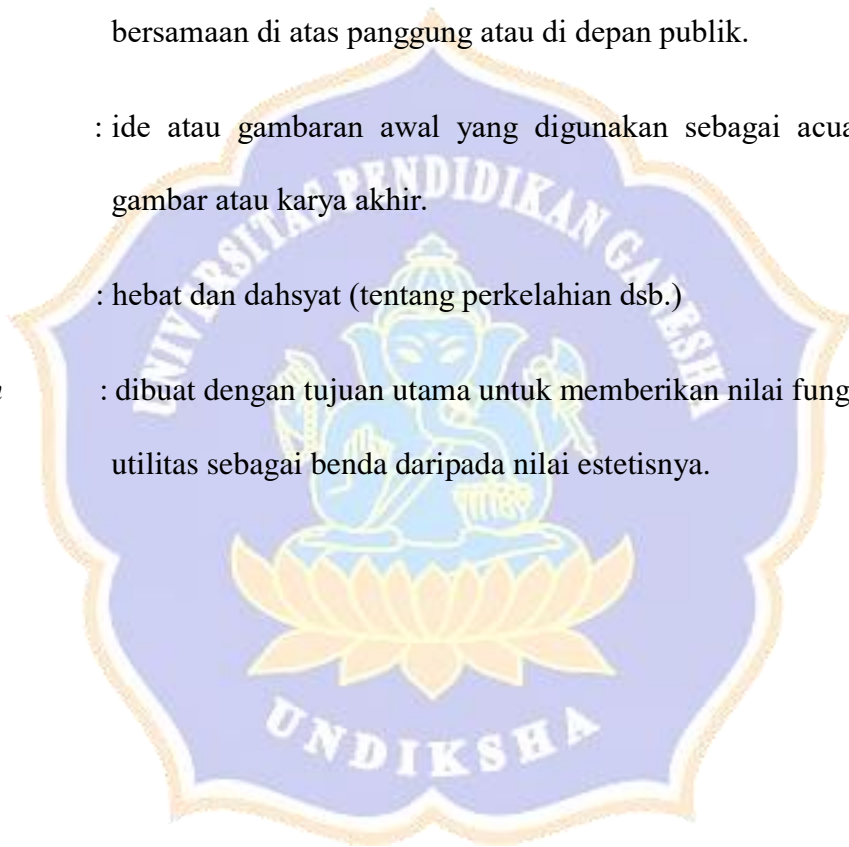 bersamaan di atas panggung atau di depan publik.
: ide atau gambaran awal yang digunakan sebagai
gambar atau karya akhir.
: hebat dan dahsyat (tentang perkelahian dsb.)
: dibuat dengan tujuan utama untuk memberikan nilai
utilitas sebagai benda daripada nilai estetisnya.
UNIVERSITAS PENDIDIKAN GANESHA
UNDIKSHA